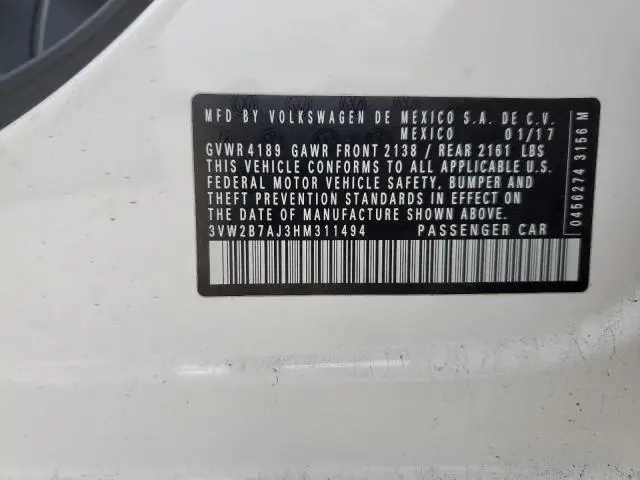 MFD BY VOLKSWAGEN DE MEXICO S.A. DE C.V.
MEXICO 01/17
GVWR 4189 GAWR FRONT 2138 / REAR 2161 LBS
THIS VEHICLE CONFORMS TO ALL APPLICABLE U.S.
FEDERAL MOTOR VEHICLE SAFETY, BUMPER AND
THEFT PREVENTION STANDARDS IN EFFECT ON
THE DATE OF MANUFACTURE SHOWN ABOVE.
3VW2B7AJ3HM311494 PASSENGER CAR
0456274 3156 M